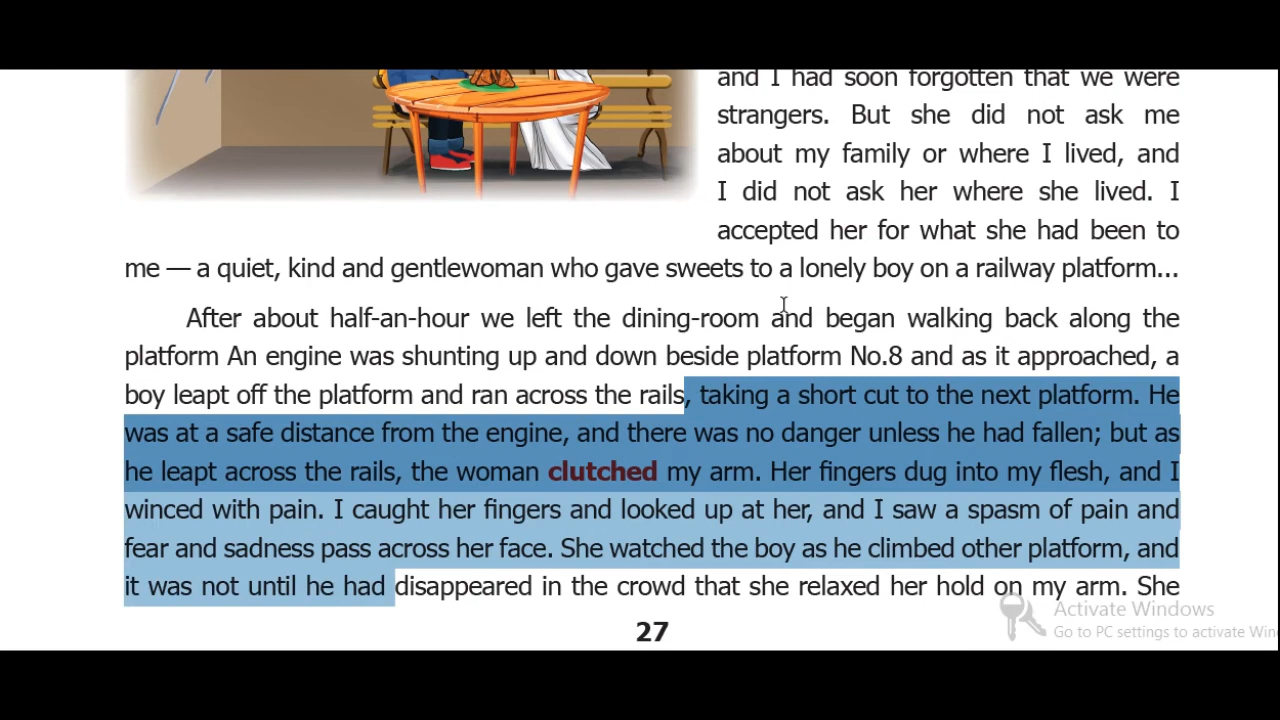 and I had soon forgotten that we were
strangers. But she did not ask me
about my family or where I lived, and
I did not ask her where she lived. I
accepted her for what she had been to
me — a quiet, kind and gentlewoman who gave sweets to a lonely boy on a railway platform...
After about half-an-hour we left the dining-room and began walking back along the
platform An engine was shunting up and down beside platform No.8 and as it approached, a
boy leapt off the platform and ran across the rails, taking a short cut to the next platform. He
was at a safe distance from the engine, and there was no danger unless he had fallen; but as
he leapt across the rails, the woman clutched my arm. Her fingers dug into my flesh, and I
winced with pain. I caught her fingers and looked up at her, and I saw a spasm of pain and
fear and sadness pass across her face. She watched the boy as he climbed other platform, and
it was not until he had disappeared in the crowd that she relaxed her hold on my arm. She
27
Activate Windows
Go to PC settings to activate Win